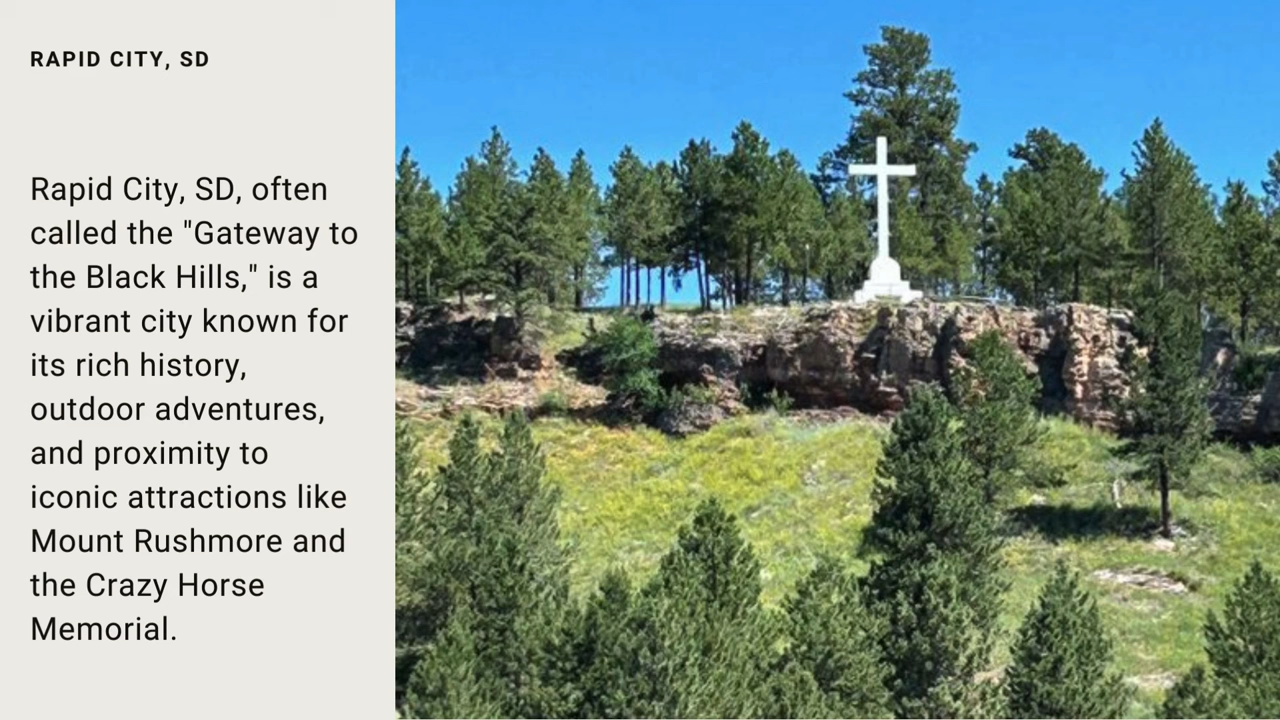 RAPID CITY, SD
Rapid City, SD, often
called the "Gateway to
the Black Hills," is a
vibrant city known for
its rich history,
outdoor adventures,
and proximity to
iconic attractions like
Mount Rushmore and
the Crazy Horse
Memorial.